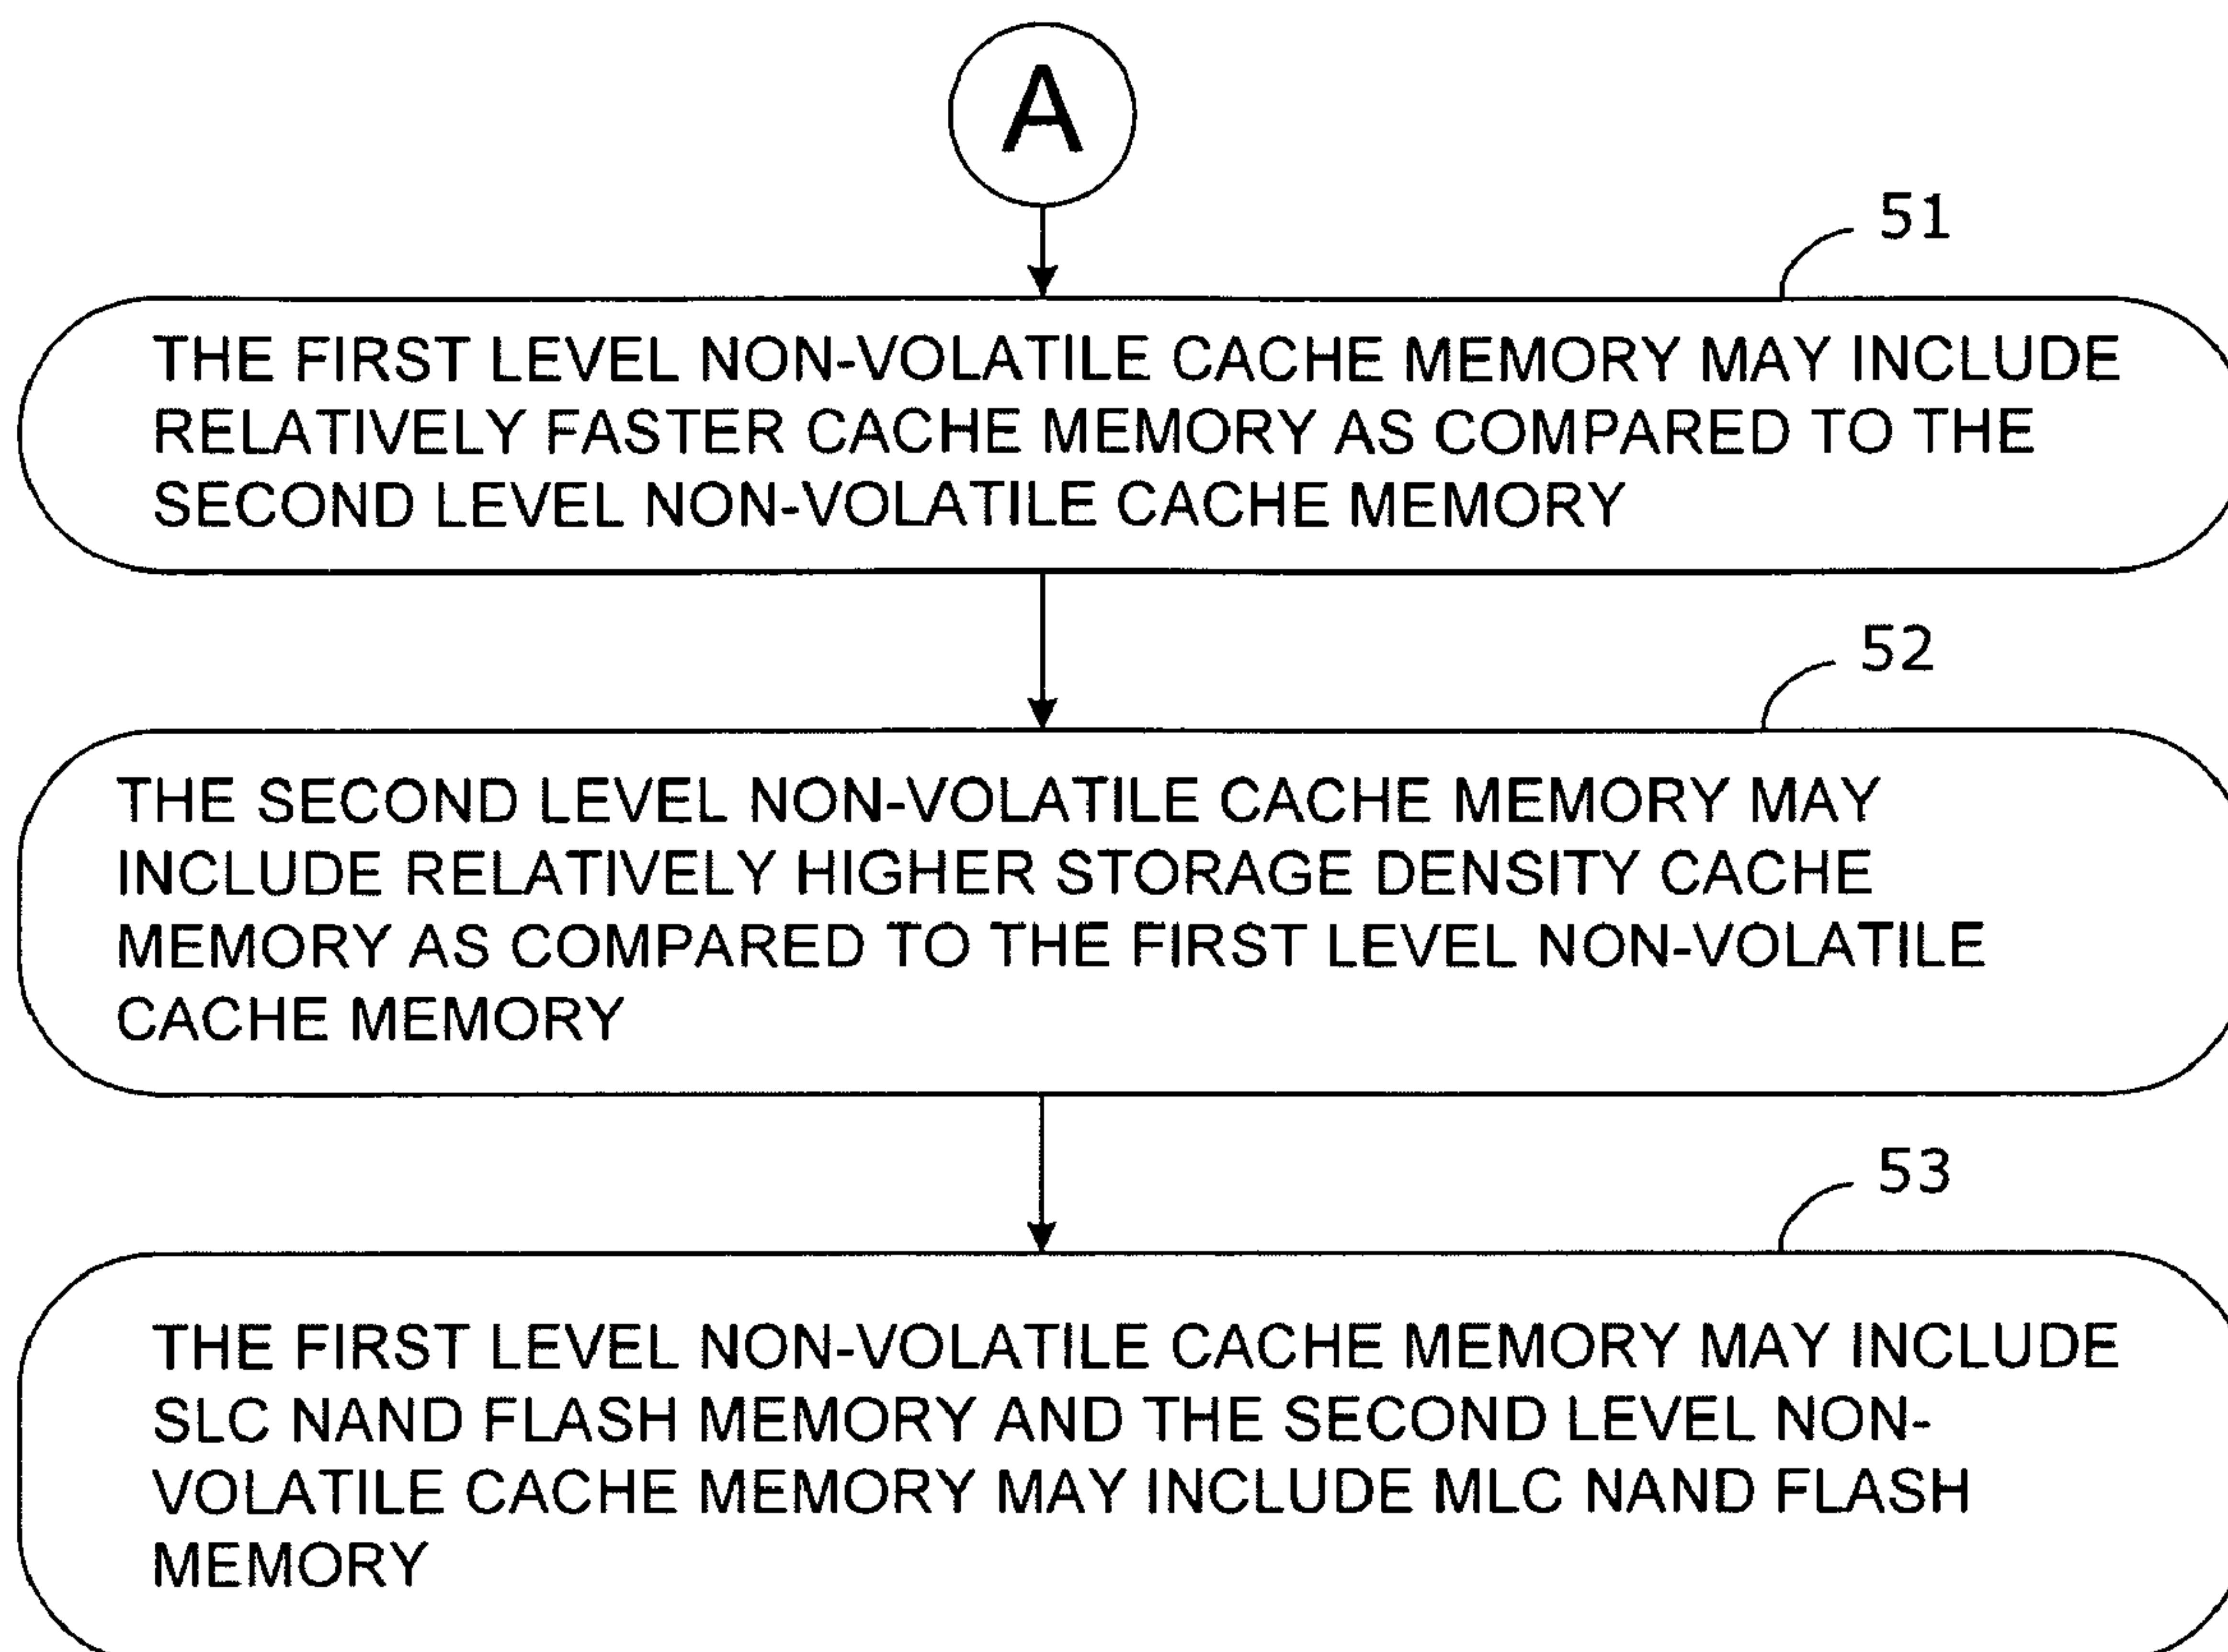 A
51
THE FIRST LEVEL NON-VOLATILE CACHE MEMORY MAY INCLUDE
RELATIVELY FASTER CACHE MEMORY AS COMPARED TO THE
SECOND LEVEL NON-VOLATILE CACHE MEMORY
52
THE SECOND LEVEL NON-VOLATILE CACHE MEMORY MAY
INCLUDE RELATIVELY HIGHER STORAGE DENSITY CACHE
MEMORY AS COMPARED TO THE FIRST LEVEL NON-VOLATILE
CACHE MEMORY
53
THE FIRST LEVEL NON-VOLATILE CACHE MEMORY MAY INCLUDE
SLC NAND FLASH MEMORY AND THE SECOND LEVEL NON-
VOLATILE CACHE MEMORY MAY INCLUDE MLC NAND FLASH
MEMORY